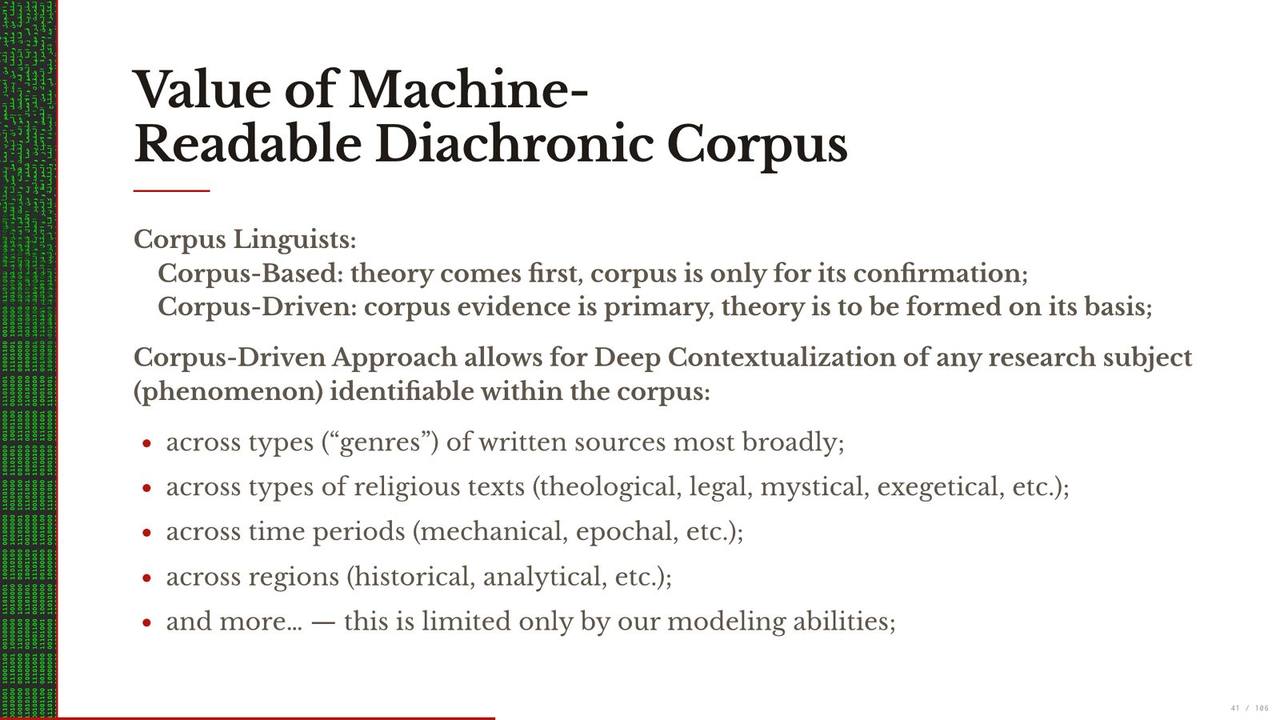 Value of Machine-
Readable Diachronic Corpus
Corpus Linguists:
Corpus-Based: theory comes first, corpus is only for its confirmation;
Corpus-Driven: corpus evidence is primary, theory is to be formed on its basis;
Corpus-Driven Approach allows for Deep Contextualization of any research subject
(phenomenon) identifiable within the corpus:
• across types (“genres”) of written sources most broadly;
• across types of religious texts (theological, legal, mystical, exegetical, etc.);
• across time periods (mechanical, epochal, etc.);
• across regions (historical, analytical, etc.);
• and more… — this is limited only by our modeling abilities;
41 / 106